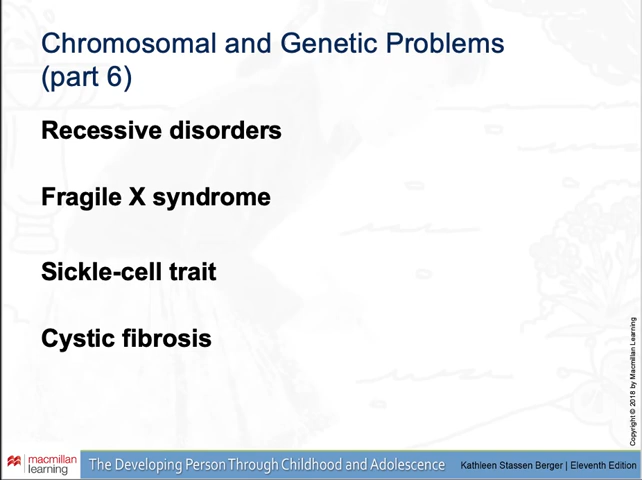 Chromosomal and Genetic Problems
(part 6)
Recessive disorders
Fragile X syndrome
Sickle-cell trait
Cystic fibrosis
Copyright © 2018 by Macmillan Learning
macmillan
learning
The Developing Person Through Childhood and Adolescence
Kathleen Stassen Berger | Eleventh Edition